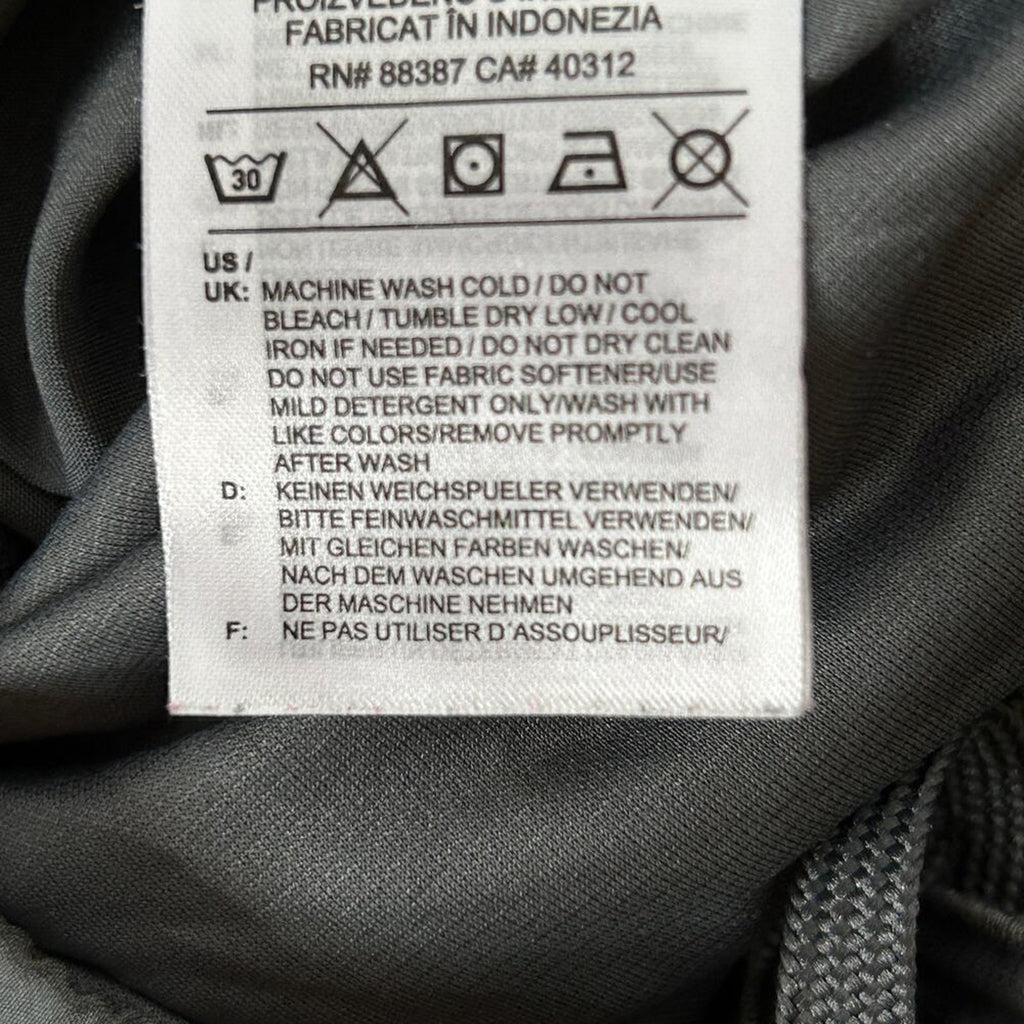 FABRICAT ÎN INDONEZIA
RN# 88387 CA# 40312
30
US /
UK: MACHINE WASH COLD / DO NOT
BLEACH / TUMBLE DRY LOW / COOL
IRON IF NEEDED / DO NOT DRY CLEAN
DO NOT USE FABRIC SOFTENER/USE
MILD DETERGENT ONLY/WASH WITH
LIKE COLORS/REMOVE PROMPTLY
AFTER WASH
D: KEINEN WEICHSPUELER VERWENDEN/
BITTE FEINWASCHMITTEL VERWENDEN/
MIT GLEICHEN FARBEN WASCHEN/
NACH DEM WASCHEN UMGEHEND AUS
DER MASCHINE NEHMEN
F: NE PAS UTILISER D´ASSOUPLISSEUR/